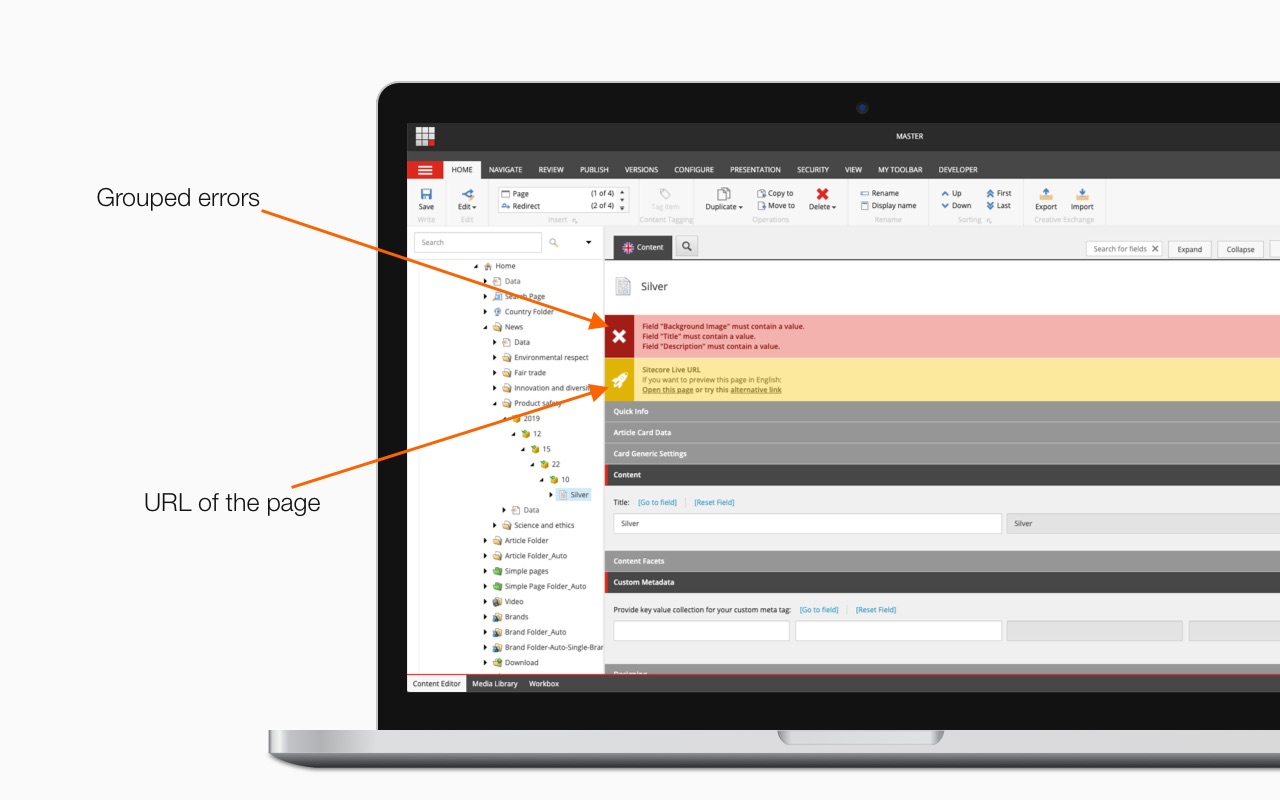 MASTER
HOME NAVIGATE REVIEW PUBLISH VERSIONS CONFIGURE PRESENTATION SECURITY VIEW MY TOOLBAR DEVELOPER
Page (1 of 4) Tag Item Copy to Rename Up First
Save Edit Redirect (2 of 4) Duplicate Move to Delete Display name Down Last Export Import
Write Edit Insert Content Tagging Operations Rename Sorting Creative Exchange
Grouped errors
URL of the page
Search
Home
Data
Search Page
Country Folder
News
Data
Environmental respect
Fair trade
Innovation and
Product safety
2019
12
15
22
10
Silver
Data
Science and ethics
Article Folder
Article Folder_Auto
Simple pages
Simple Page Folder_Auto
Video
Brands
Brand Folder_Auto
Brand Folder-Auto-Single-Bran
Download
Content Search for fields Expand Collapse
Silver
Field "Background Image" must contain a value.
Field "Title" must contain a value.
Field "Description" must contain a value.
Sitecore Live URL
If you want to preview this page in English:
Open this page or try this alternative link
Quick Info
Article Card Data
Card Generic Settings
Content
Title: [Go to field] [Reset Field]
Silver Silver
Content Facets
Custom Metadata
Provide key value collection for your custom meta tag: [Go to field] [Reset Field]
Content Editor Media Library Workbox